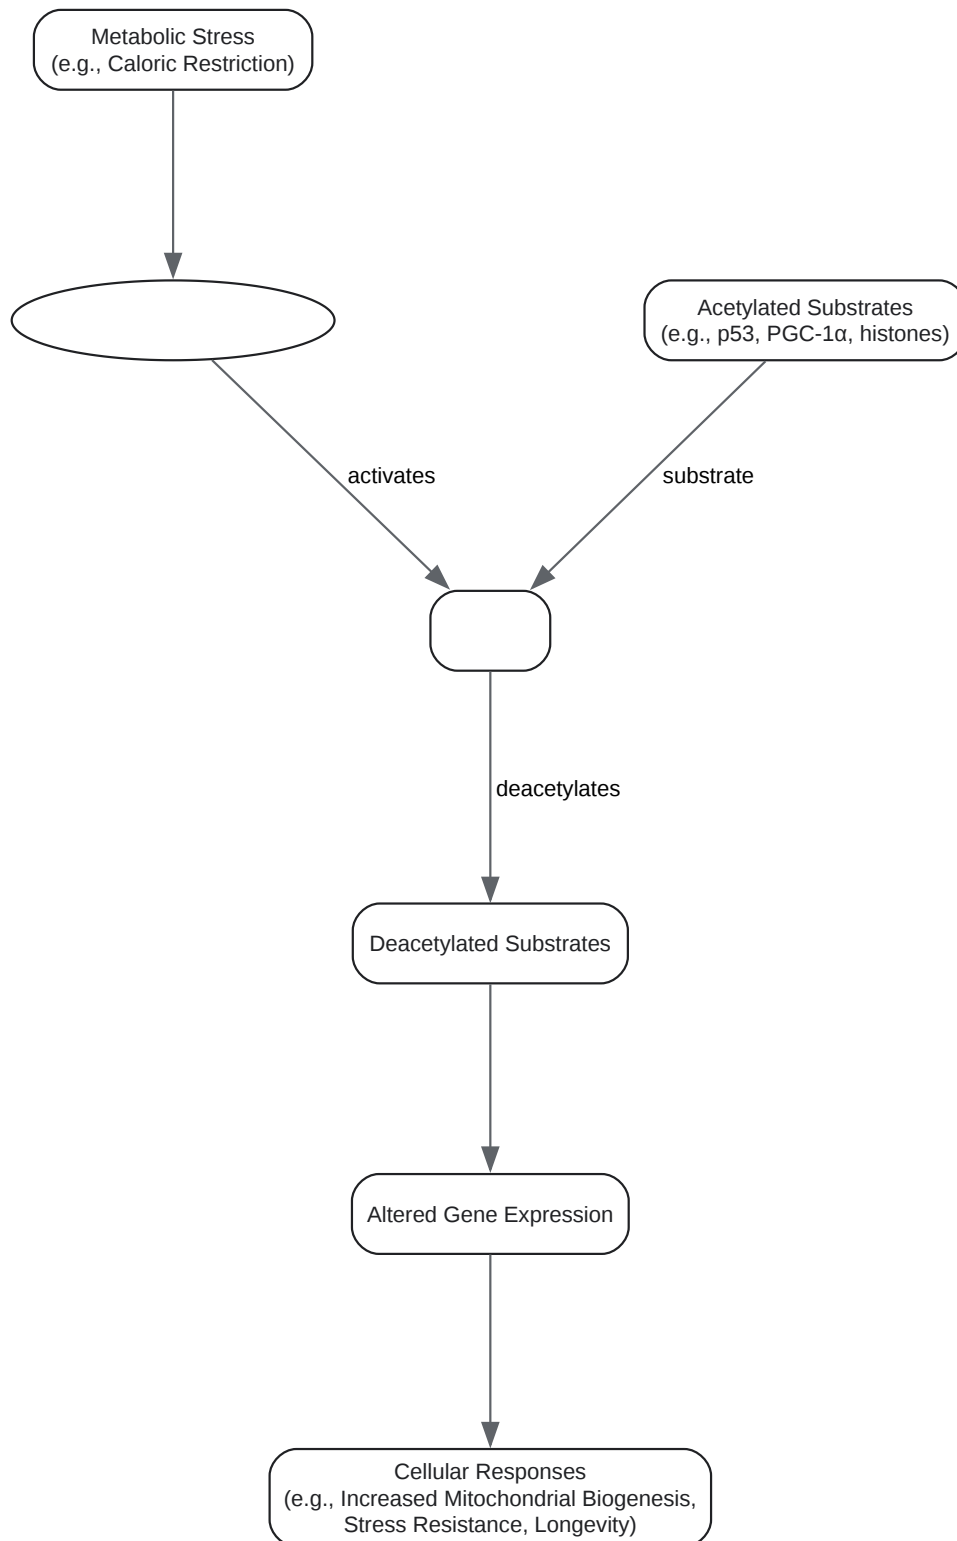 Metabolic Stress
(e.g., Caloric Restriction)
Acetylated Substrates
(e.g., p53, PGC-1α, histones)
activates
substrate
deacetylates
Deacetylated Substrates
Altered Gene Expression
Cellular Responses
(e.g., Increased Mitochondrial Biogenesis,
Stress Resistance, Longevity)